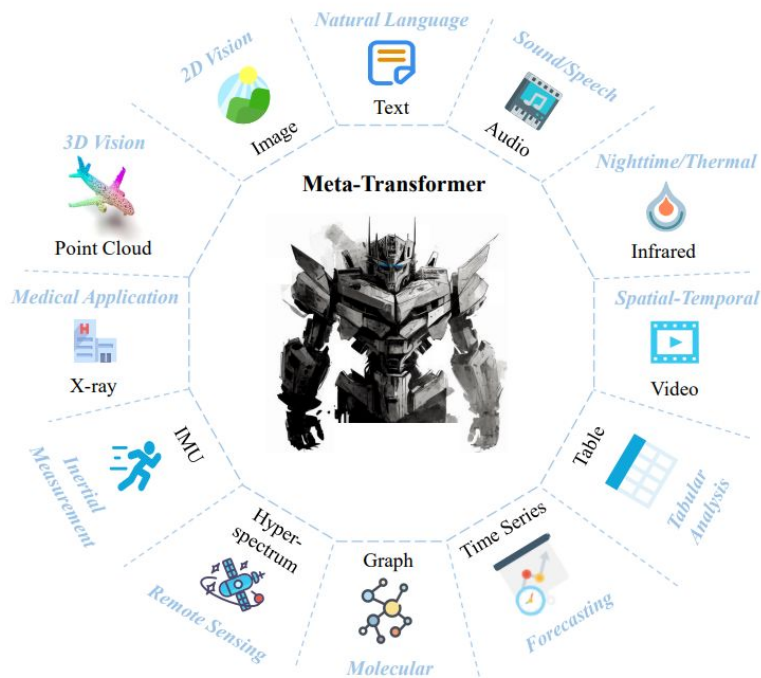 Natural Language
Text
Sound/Speech
Audio
Nighttime/Thermal
Infrared
Spatial-Temporal
Video
Tabular
Analysis
Table
Forecasting
Time Series
Molecular
Graph
Remote Sensing
Hyper-
spectrum
Inertial
Measurement
IMU
Medical Application
H
X-ray
3D Vision
Point Cloud
2D Vision
Image
Meta-Transformer